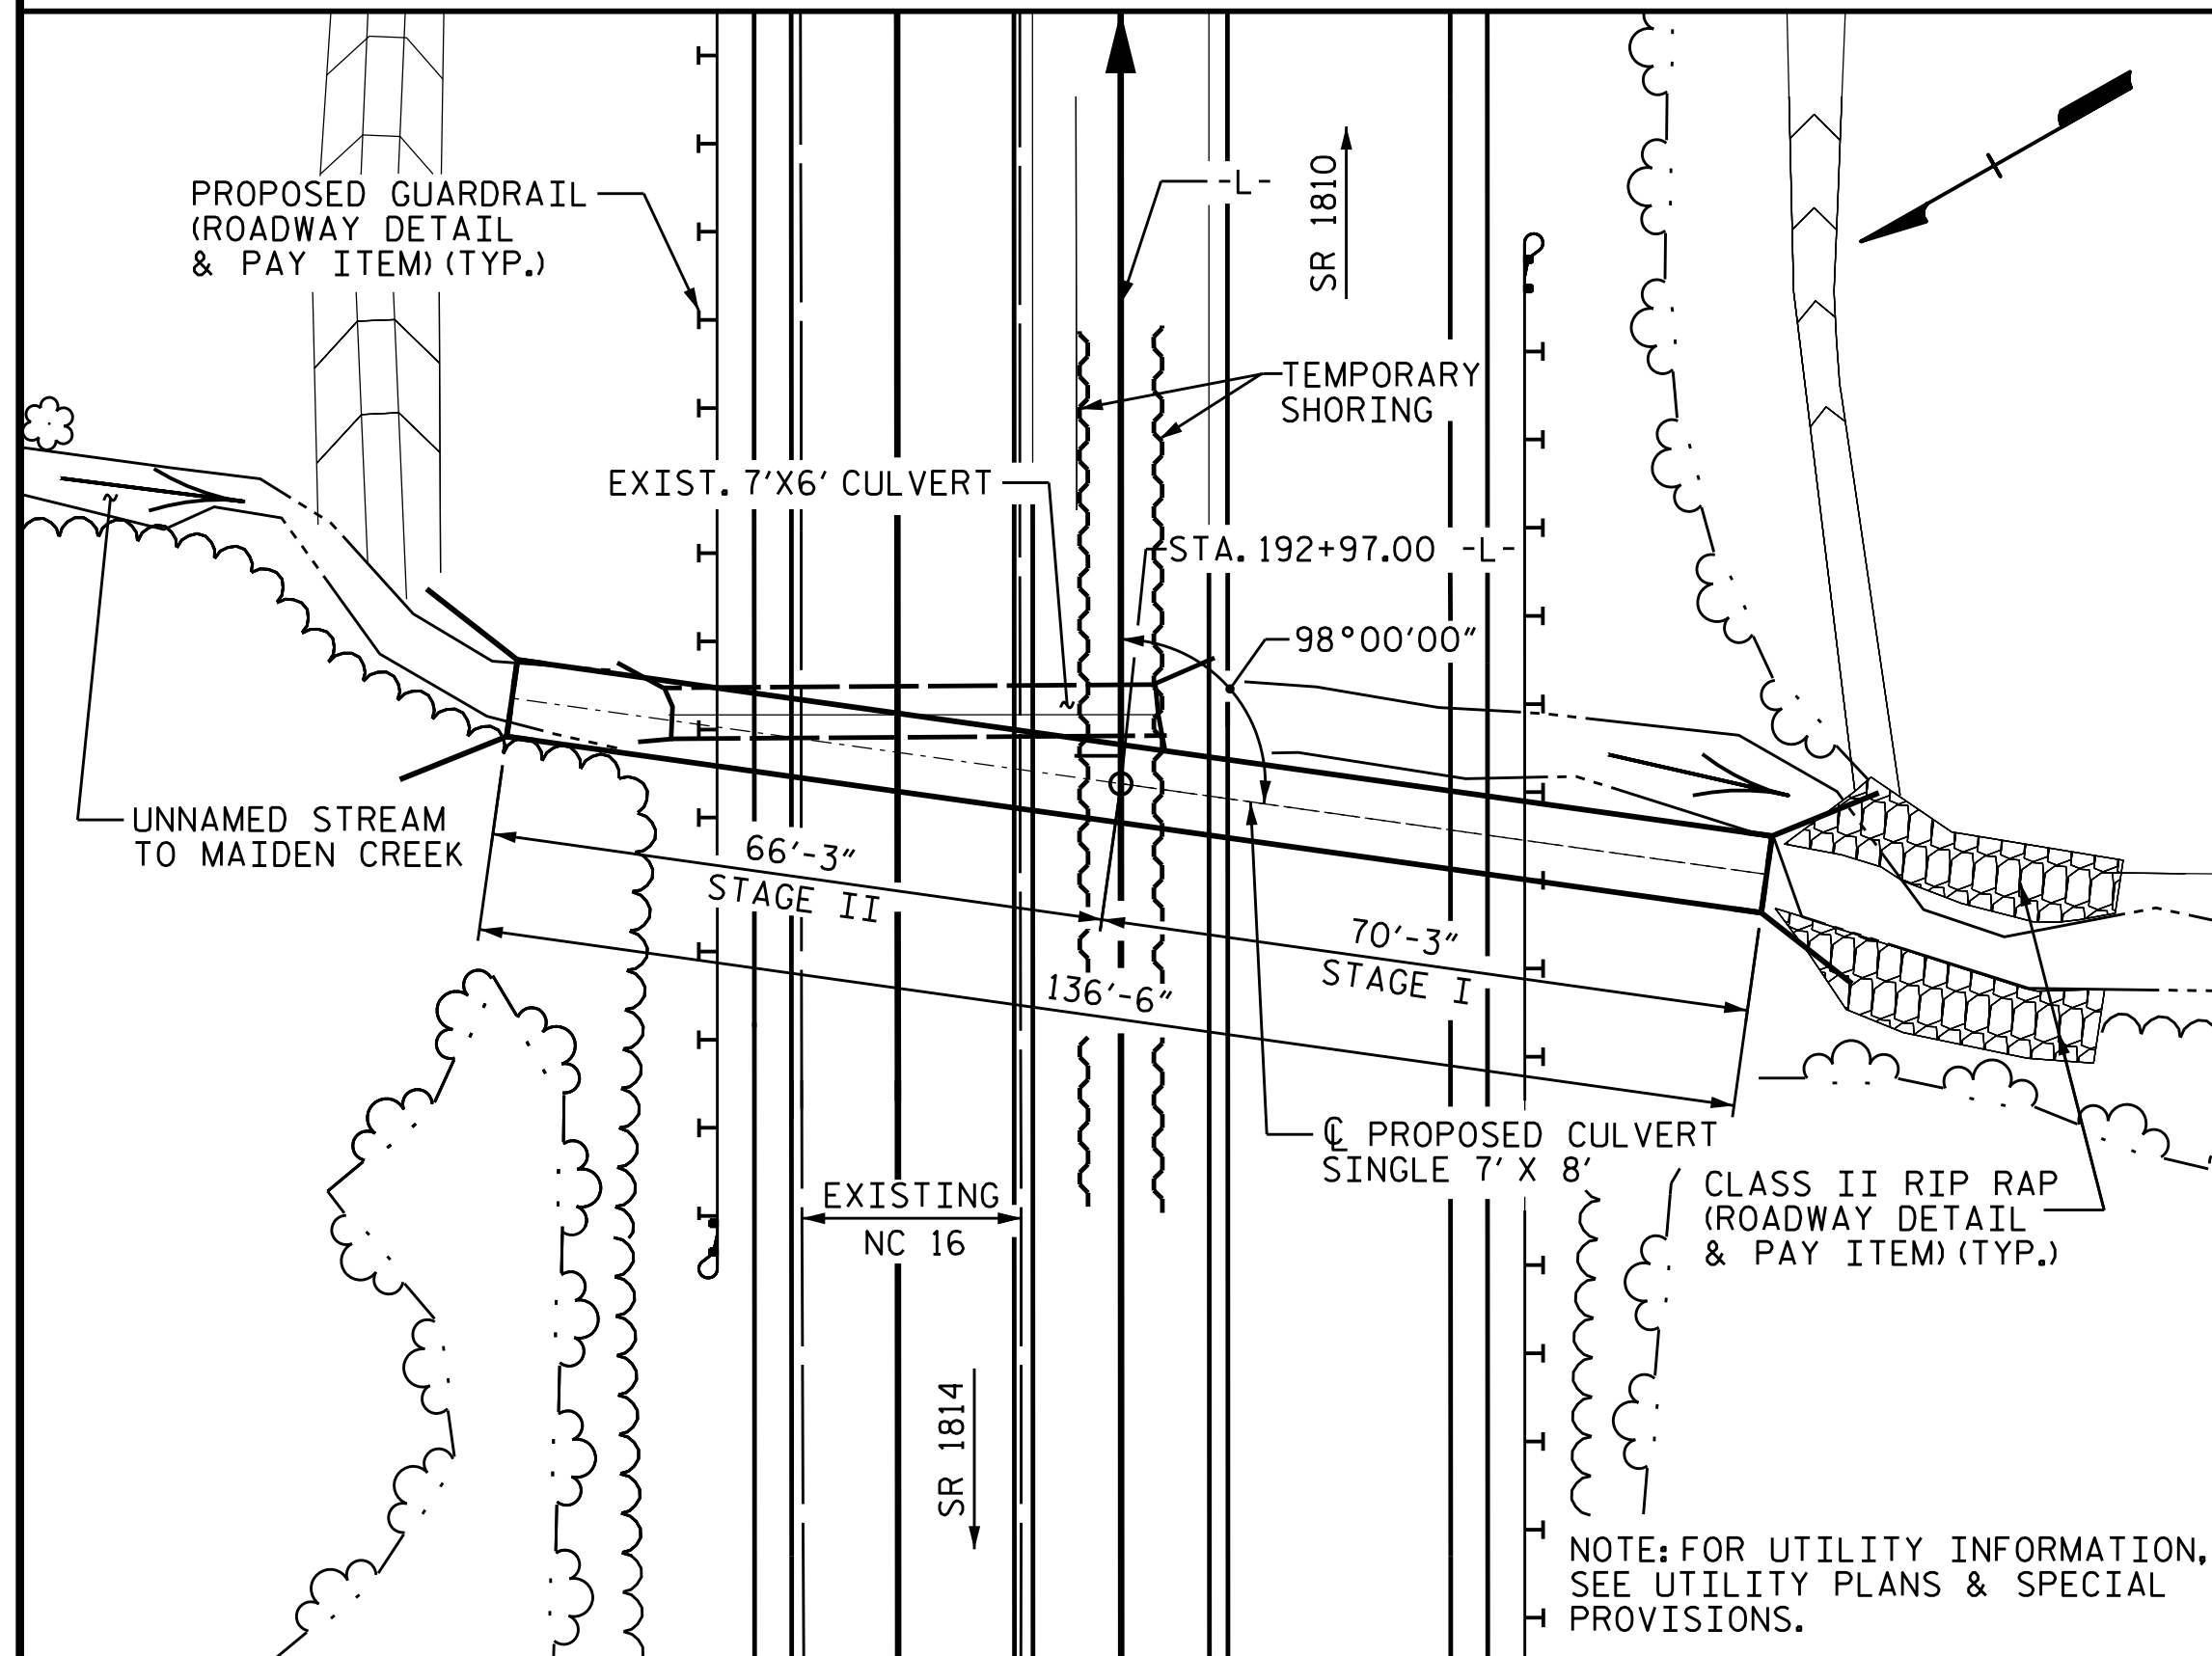 PROPOSED GUARDRAIL
(ROADWAY DETAIL
& PAY ITEM)(TYP.)
-L-
SR 1810
TEMPORARY
SHORING
EXIST. 7'X6' CULVERT
STA. 192+97.00 -L-
98°00'00"
UNNAMED STREAM
TO MAIDEN CREEK
66'-3"
STAGE II
70'-3"
STAGE I
136'-6"
℄ PROPOSED CULVERT
SINGLE 7' X 8'
CLASS II RIP RAP
(ROADWAY DETAIL
& PAY ITEM)(TYP.)
EXISTING
NC 16
SR 1814
NOTE: FOR UTILITY INFORMATION,
SEE UTILITY PLANS & SPECIAL
PROVISIONS.